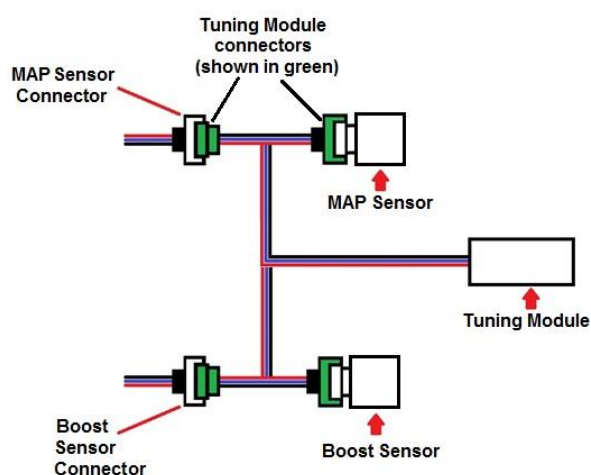 Tuning Module
connectors
(shown in green)
MAP Sensor
Connector
MAP Sensor
Tuning Module
Boost
Sensor
Connector
Boost Sensor